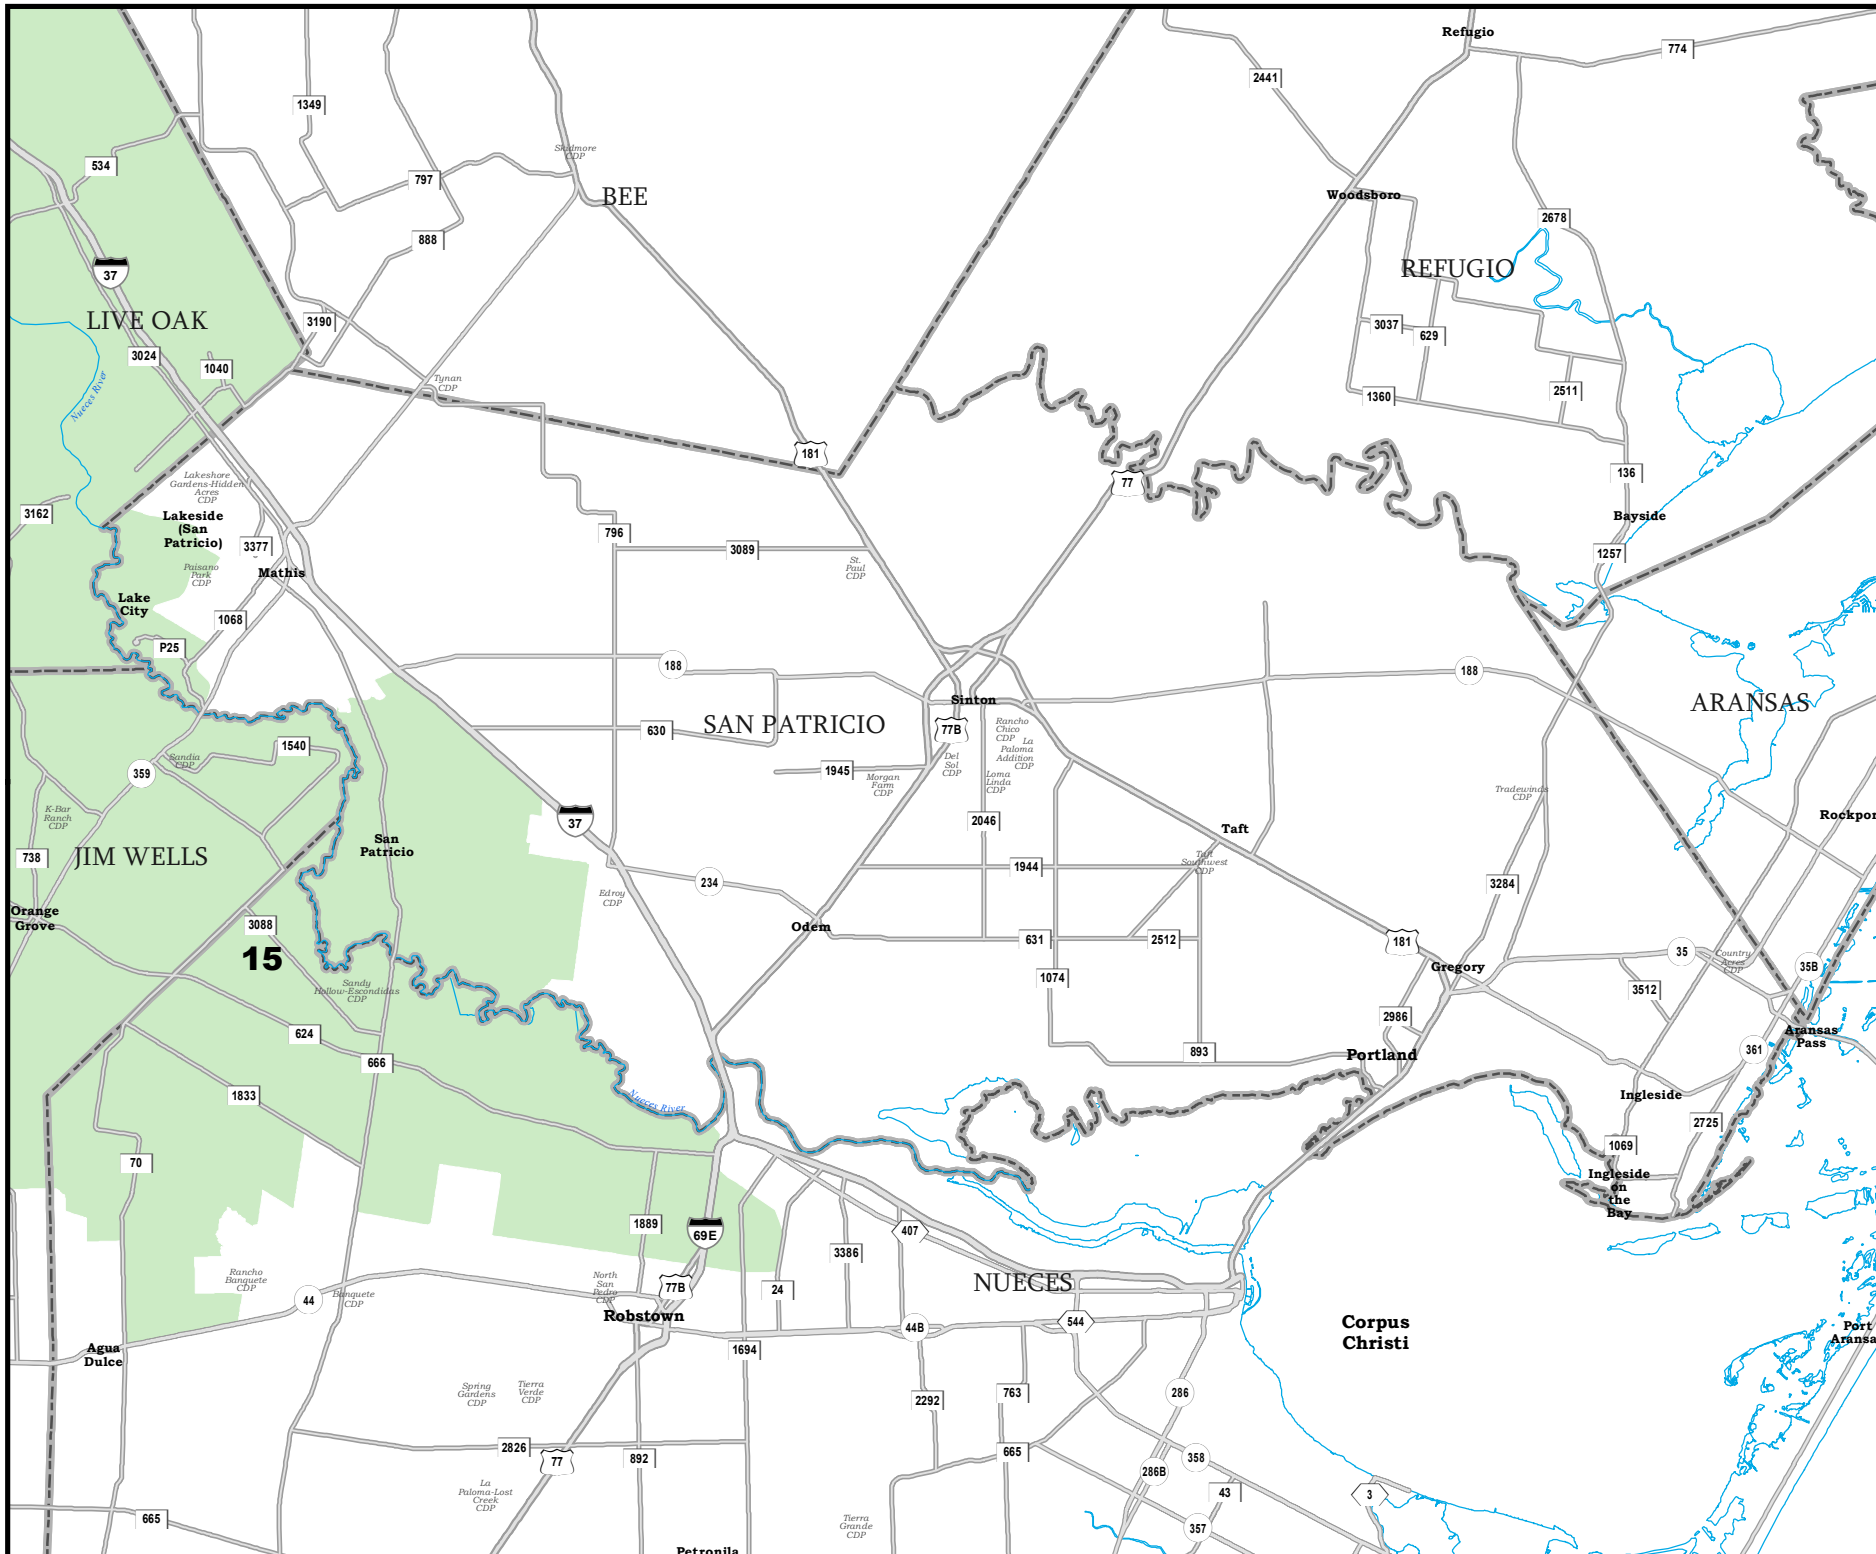 Refugio
774
2441
1349
534
Skidmore
CDP
797
BEE
Woodsboro
888
2678
37
REFUGIO
LIVE OAK
3190
3037
629
3024
1040
Nueces River
Tynan
CDP
1360
2511
181
77
136
Lakeshore
Gardens-Hidden
Acres
CDP
3162
Lakeside
(San
Patricio)
Bayside
796
3377
3089
1257
St.
Paul
CDP
Paisano
Park
CDP
Mathis
Lake
City
1068
P25
188
188
Sinton
ARANSAS
SAN PATRICIO
630
77B
Rancho
Chico
CDP
La
Paloma
Addition
CDP
1540
Sandia
CDP
359
1945
Morgan
Farm
CDP
Del
Sol
CDP
Loma
Linda
CDP
Tradewinds
CDP
K-Bar
Ranch
CDP
37
2046
Rockpor
Taft
San
Patricio
738
JIM WELLS
Taft
Southwest
CDP
1944
234
3284
Edroy
CDP
Orange
Grove
3088
Odem
631
2512
181
15
35
Country
Acres
CDP
35B
Gregory
1074
Sandy
Hollow-Escondidas
CDP
3512
2986
624
Aransas
Pass
666
893
Portland
361
1833
Nueces River
Ingleside
2725
1069
70
Ingleside
on
the
Bay
1889
69E
407
3386
Rancho
Banquete
CDP
North
San
Pedro
CDP
77B
24
NUECES
44
Banquete
CDP
Robstown
44B
544
Corpus
Christi
Port
Aransa
Agua
Dulce
1694
Spring
Gardens
CDP
Tierra
Verde
CDP
2292
763
286
2826
77
892
665
358
286B
La
Paloma-Lost
Creek
CDP
43
3
665
Tierra
Grande
CDP
357
Petronila